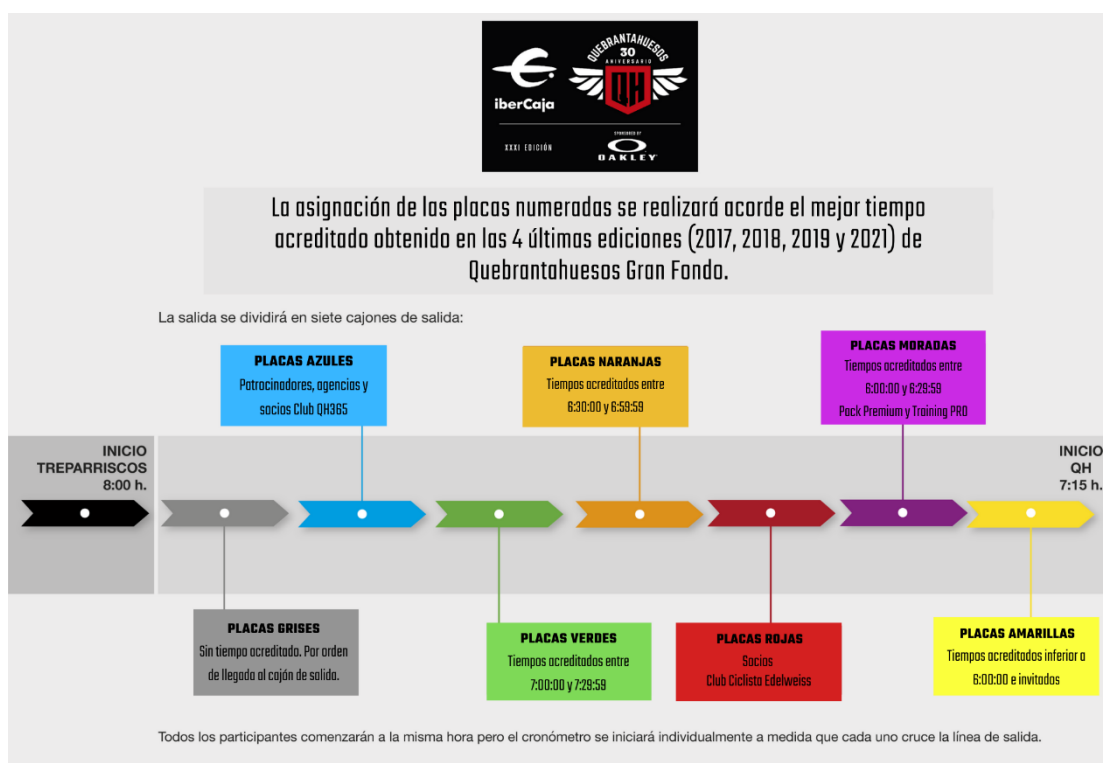 iberCaja
QUEBRANTAHUESOS
30
ANIVERSARIO
QH
XXXI EDICIÓN
SPONSORED BY
OAKLEY
La asignación de las placas numeradas se realizará acorde el mejor tiempo
acreditado obtenido en las 4 últimas ediciones (2017, 2018, 2019 y 2021) de
Quebrantahuesos Gran Fondo.
La salida se dividirá en siete cajones de salida:
PLACAS AZULES
Patrocinadores, agencias y
socios Club QH365
PLACAS NARANJAS
Tiempos acreditados entre
6:30:00 y 6:59:59
PLACAS MORADAS
Tiempos acreditados entre
6:00:00 y 6:29:59
Pack Premium y Training PRO
INICIO
TREPARRISCOS
8:00 h.
INICIO
QH
7:15 h.
PLACAS GRISES
Sin tiempo acreditado. Por orden
de llegada al cajón de salida.
PLACAS VERDES
Tiempos acreditados entre
7:00:00 y 7:29:59
PLACAS ROJAS
Socios
Club Ciclista Edelweiss
PLACAS AMARILLAS
Tiempos acreditados inferior a
6:00:00 e invitados
Todos los participantes comenzarán a la misma hora pero el cronómetro se iniciará individualmente a medida que cada uno cruce la línea de salida.